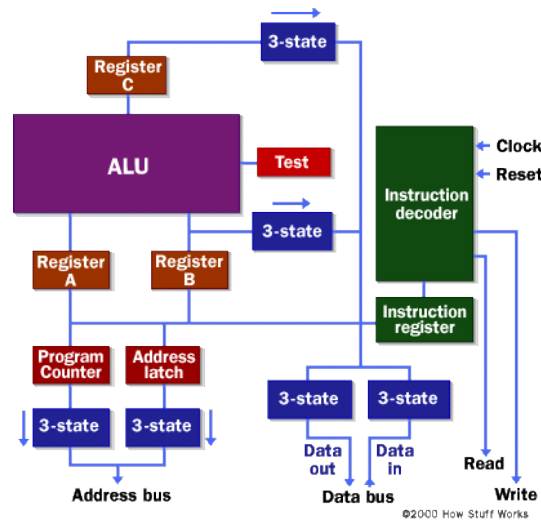 3-state
Register
C
ALU
Test
Clock
Reset
Instruction
decoder
3-state
Register
A
Register
B
Instruction
register
Program
Counter
Address
latch
3-state
3-state
3-state
3-state
Data
out
Data
in
Read
Address bus
Data bus
Write
©2000 How Stuff Works